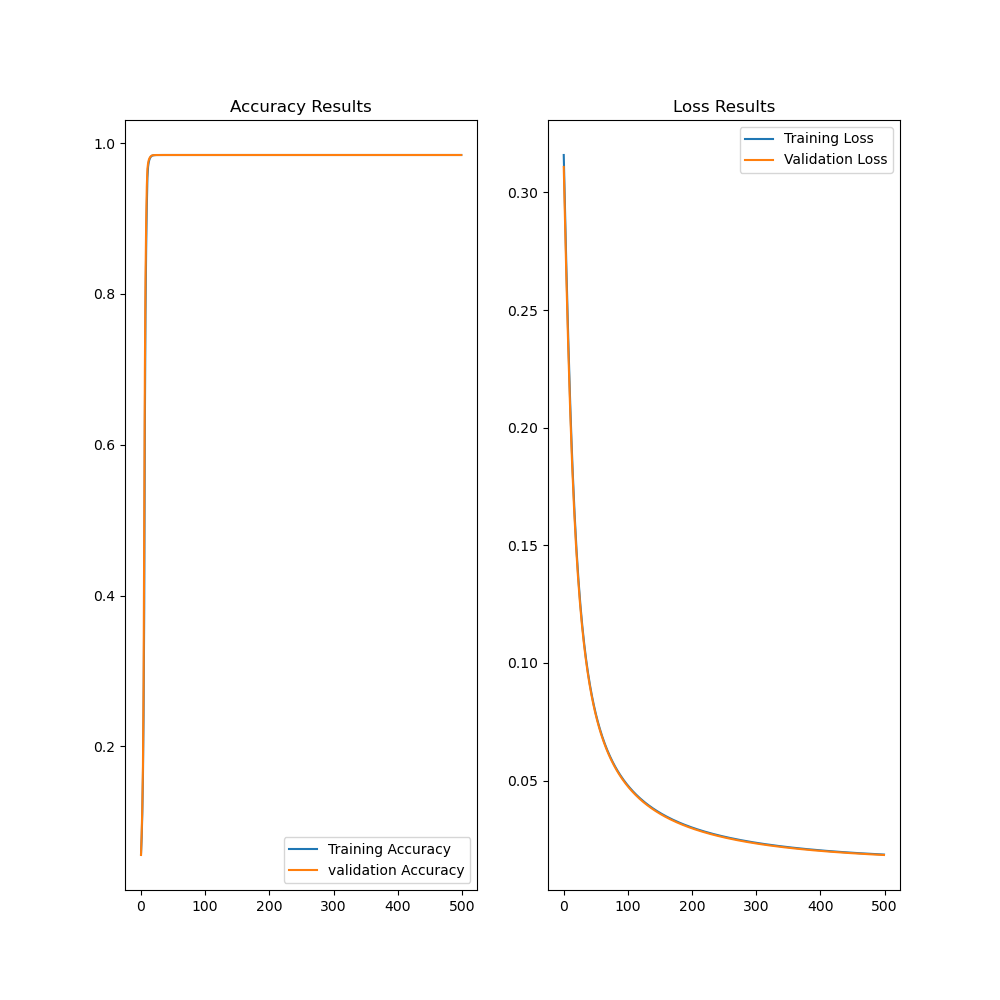 Accuracy Results
1.0
0.8
0.6
0.4
0.2
0 100 200 300 400 500
Training Accuracy
validation Accuracy
Loss Results
0.30
0.25
0.20
0.15
0.10
0.05
0 100 200 300 400 500
Training Loss
Validation Loss